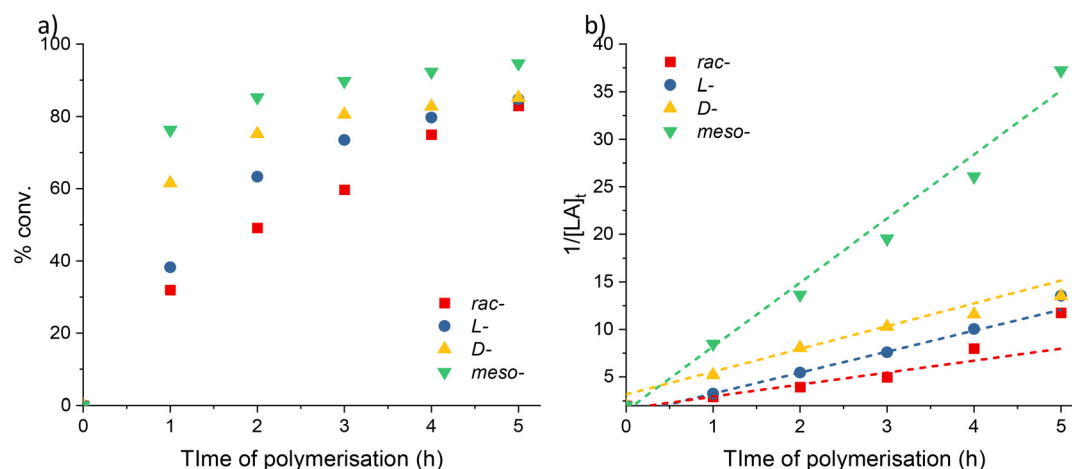 a)
100
80
60
40
20
0
% conv.
rac-
L-
D-
meso-
0 1 2 3 4 5
TIme of polymerisation (h)
b)
40
35
30
25
20
15
10
5
1/[LA]t
rac-
L-
D-
meso-
0 1 2 3 4 5
TIme of polymerisation (h)